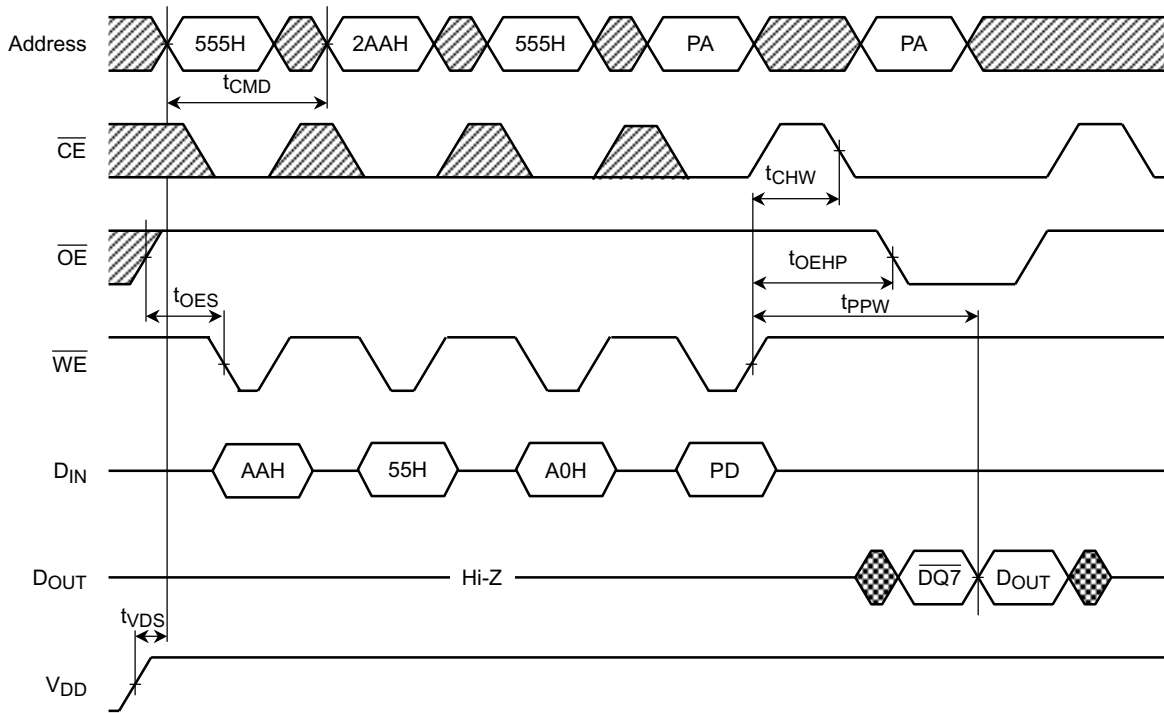 Address 555H 2AAH 555H PA PA
tCMD
CE
tCHW
OE
tOEHP
tOES
tPPW
WE
DIN AAH 55H A0H PD
DOUT Hi-Z DQ7 DOUT
tVDS
VDD